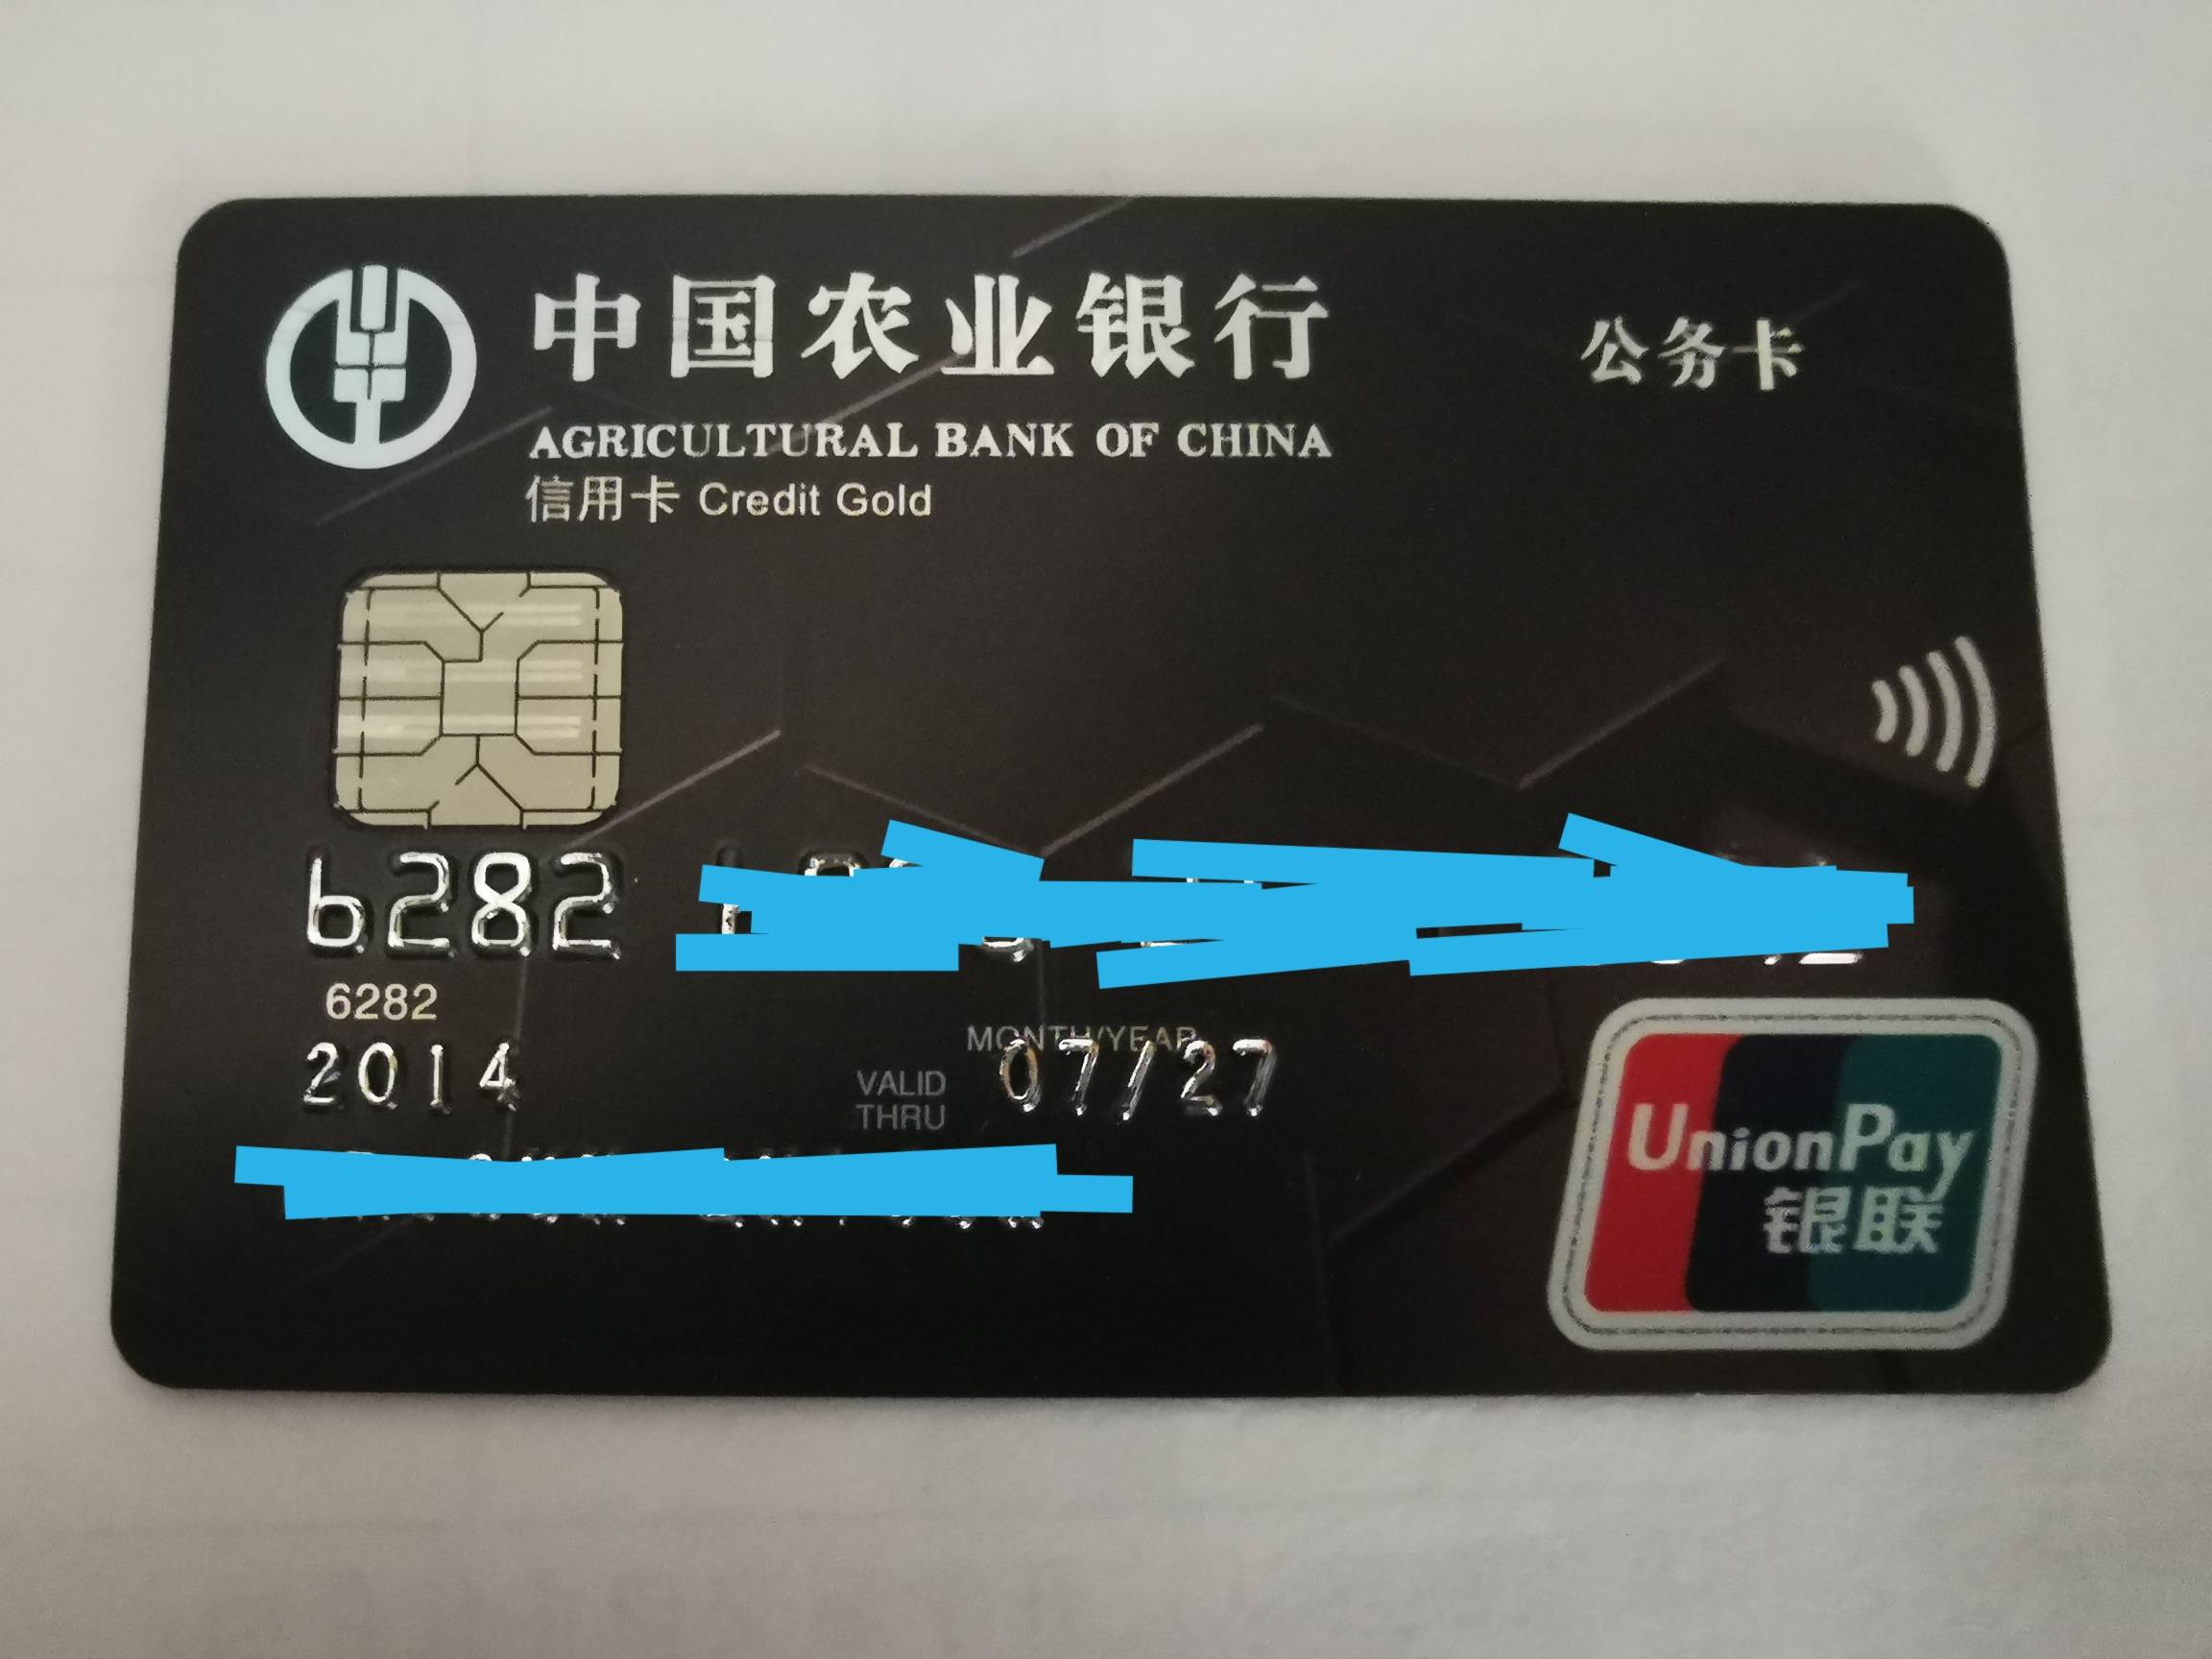 中国农业银行
公务卡
AGRICULTURAL BANK OF CHINA
信用卡 Credit Gold
6282
6282
MONTH/YEAR
2014
VALID THRU
07/27
UnionPay
银联